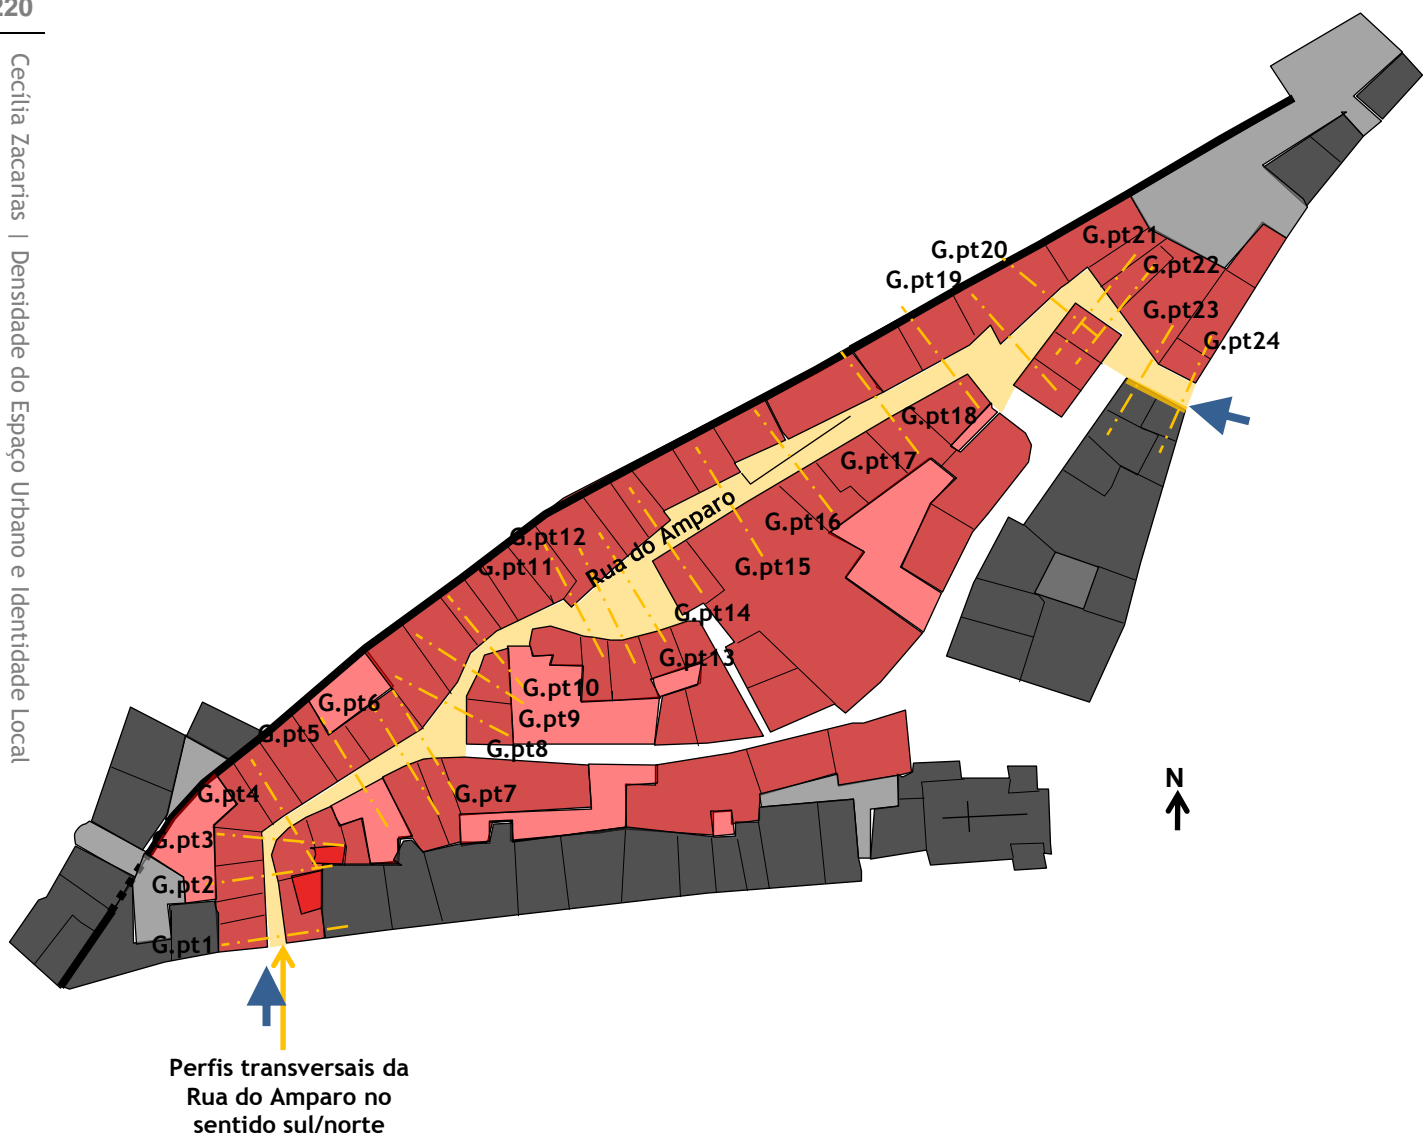 220
Cecília Zacarias | Densidade do Espaço Urbano e Identidade Local
G.pt21
G.pt20
G.pt22
G.pt19
G.pt23
G.pt24
G.pt18
G.pt17
Rua do Amparo
G.pt16
G.pt12
G.pt11
G.pt15
G.pt14
G.pt13
G.pt10
G.pt6
G.pt9
G.pt5
G.pt8
N
G.pt4
G.pt7
G.pt3
G.pt2
G.pt1
Perfis transversais da
Rua do Amparo no
sentido sul/norte